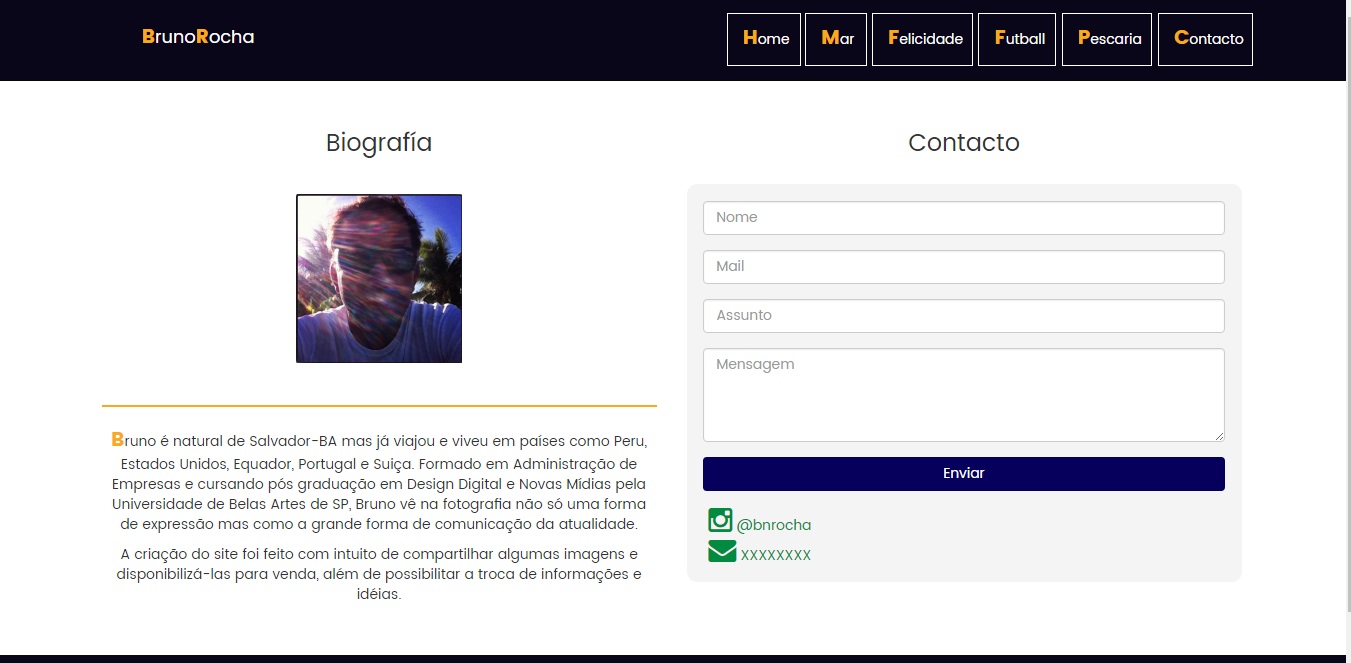 BrunoRocha
Home Mar Felicidade Futball Pescaria Contacto
Biografía
Bruno é natural de Salvador-BA mas já viajou e viveu em países como Peru,
Estados Unidos, Equador, Portugal e Suiça. Formado em Administração de
Empresas e cursando pós graduação em Design Digital e Novas Mídias pela
Universidade de Belas Artes de SP, Bruno vê na fotografia não só uma forma
de expressão mas como a grande forma de comunicação da atualidade.
A criação do site foi feito com intuito de compartilhar algumas imagens e
disponibilizá-las para venda, além de possibilitar a troca de informações e
idéias.
Contacto
Nome
Mail
Assunto
Mensagem
Enviar
@bnrocha
XXXXXXXX